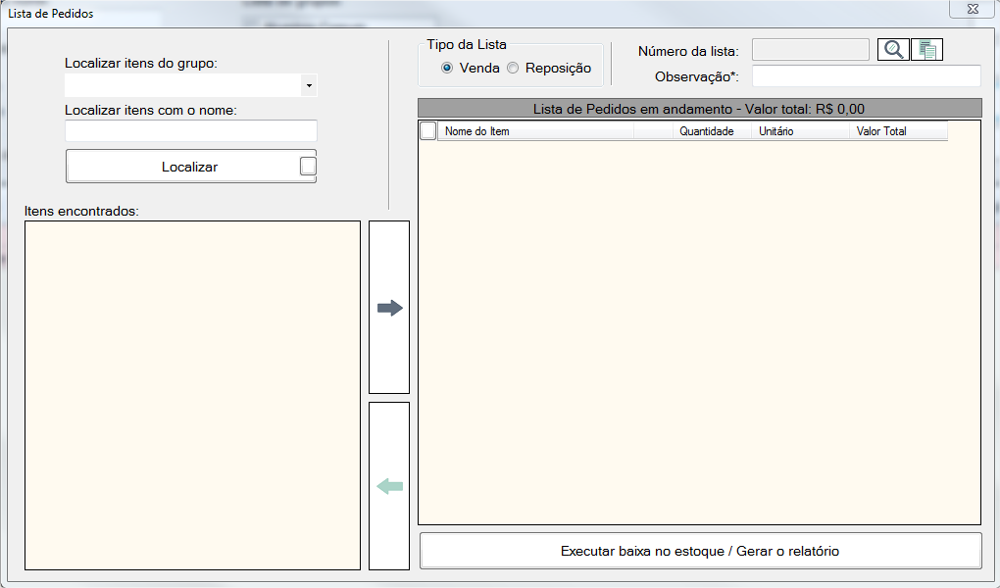 Lista de Pedidos
Localizar itens do grupo:
Localizar itens com o nome:
Localizar
Itens encontrados:
Tipo da Lista
Venda Reposição
Número da lista:
Observação*:
Lista de Pedidos em andamento - Valor total: R$ 0,00
Nome do Item Quantidade Unitário Valor Total
Executar baixa no estoque / Gerar o relatório